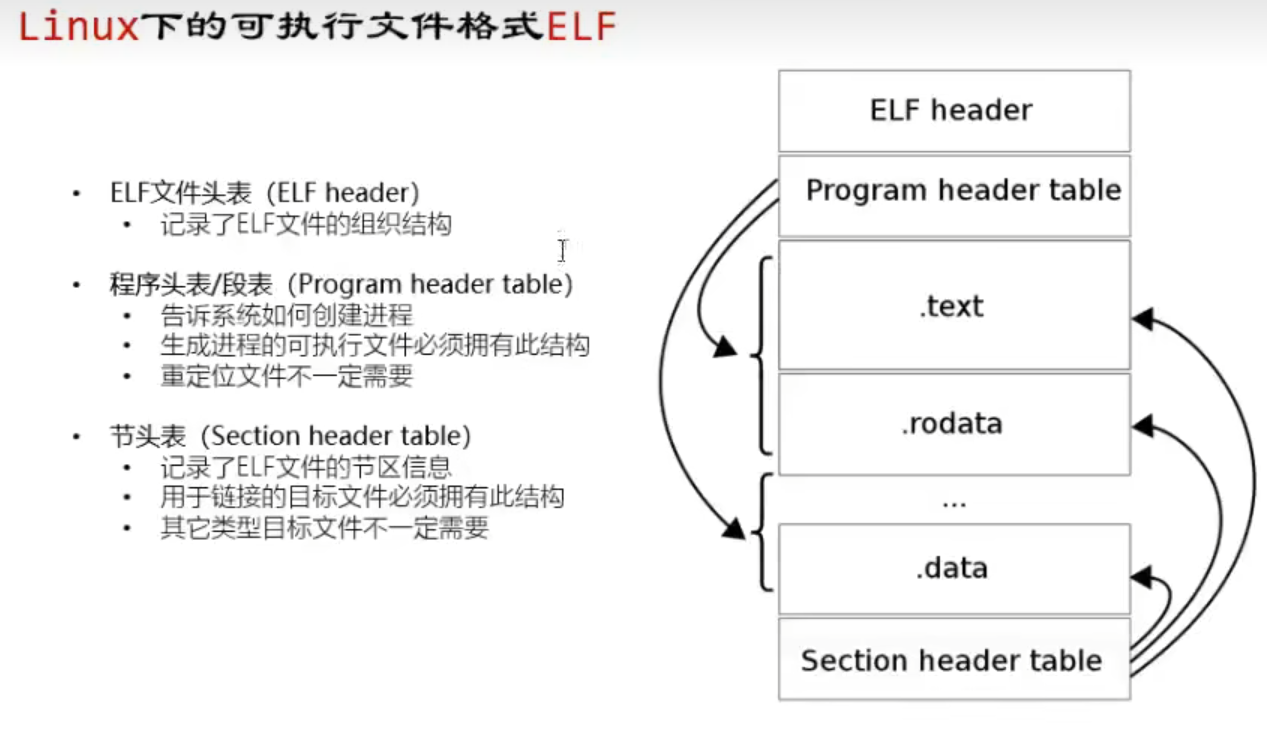 Linux下的可执行文件格式ELF
• ELF文件头表（ELF header）
• 记录了ELF文件的组织结构
• 程序头表/段表（Program header table）
• 告诉系统如何创建进程
• 生成进程的可执行文件必须拥有此结构
• 重定位文件不一定需要
• 节头表（Section header table）
• 记录了ELF文件的节区信息
• 用于链接的目标文件必须拥有此结构
• 其它类型目标文件不一定需要
ELF header
Program header table
.text
.rodata
...
.data
Section header table